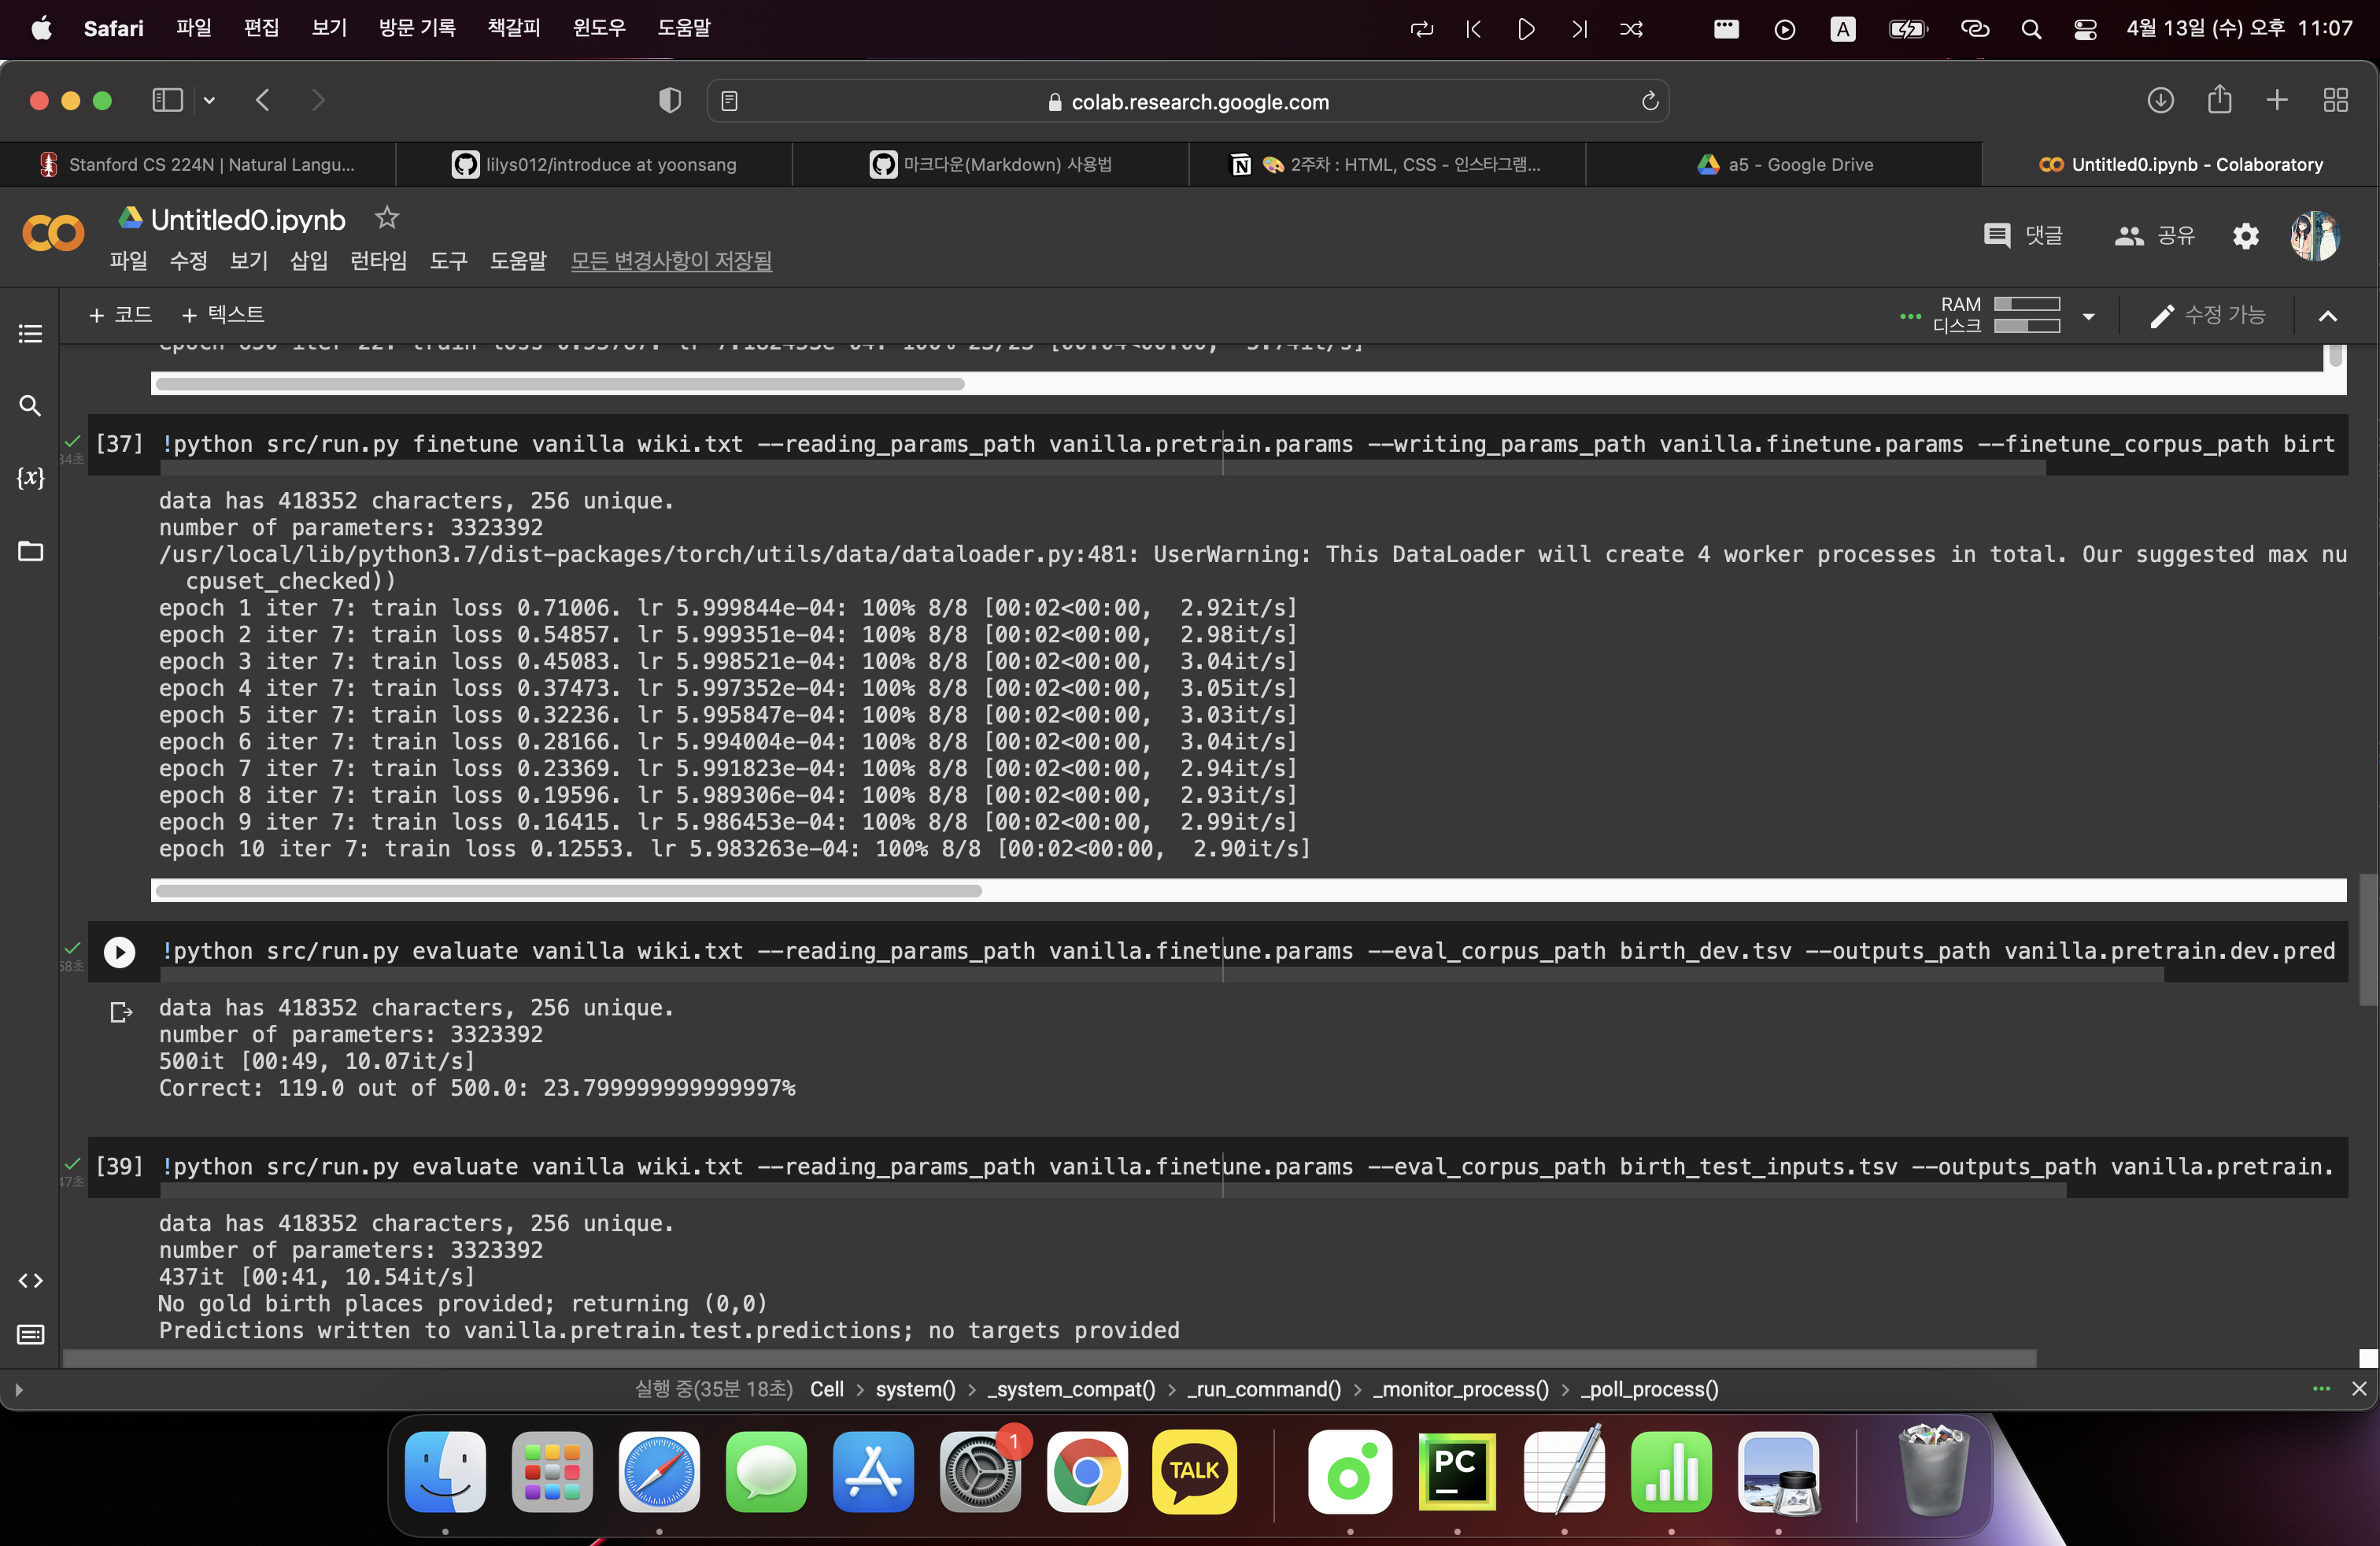 Safari 파일 편집 보기 방문 기록 책갈피 윈도우 도움말 A 4월 13일 (수) 오후 11:07
colab.research.google.com
Stanford CS 224N | Natural Langu... lilys012/introduce at yoonsang 마크다운(Markdown) 사용법 🎨 2주차 : HTML, CSS - 인스타그램... a5 - Google Drive Untitled0.ipynb - Colaboratory
Untitled0.ipynb
댓글 공유
파일 수정 보기 삽입 런타임 도구 도움말 모든 변경사항이 저장됨
+ 코드 + 텍스트 RAM 디스크 수정 가능
[37] !python src/run.py finetune vanilla wiki.txt --reading_params_path vanilla.pretrain.params --writing_params_path vanilla.finetune.params --finetune_corpus_path birt
data has 418352 characters, 256 unique.
number of parameters: 3323392
/usr/local/lib/python3.7/dist-packages/torch/utils/data/dataloader.py:481: UserWarning: This DataLoader will create 4 worker processes in total. Our suggested max nu
cpuset_checked))
epoch 1 iter 7: train loss 0.71006. lr 5.999844e-04: 100% 8/8 [00:02<00:00, 2.92it/s]
epoch 2 iter 7: train loss 0.54857. lr 5.999351e-04: 100% 8/8 [00:02<00:00, 2.98it/s]
epoch 3 iter 7: train loss 0.45083. lr 5.998521e-04: 100% 8/8 [00:02<00:00, 3.04it/s]
epoch 4 iter 7: train loss 0.37473. lr 5.997352e-04: 100% 8/8 [00:02<00:00, 3.05it/s]
epoch 5 iter 7: train loss 0.32236. lr 5.995847e-04: 100% 8/8 [00:02<00:00, 3.03it/s]
epoch 6 iter 7: train loss 0.28166. lr 5.994004e-04: 100% 8/8 [00:02<00:00, 3.04it/s]
epoch 7 iter 7: train loss 0.23369. lr 5.991823e-04: 100% 8/8 [00:02<00:00, 2.94it/s]
epoch 8 iter 7: train loss 0.19596. lr 5.989306e-04: 100% 8/8 [00:02<00:00, 2.93it/s]
epoch 9 iter 7: train loss 0.16415. lr 5.986453e-04: 100% 8/8 [00:02<00:00, 2.99it/s]
epoch 10 iter 7: train loss 0.12553. lr 5.983263e-04: 100% 8/8 [00:02<00:00, 2.90it/s]
!python src/run.py evaluate vanilla wiki.txt --reading_params_path vanilla.finetune.params --eval_corpus_path birth_dev.tsv --outputs_path vanilla.pretrain.dev.pred
data has 418352 characters, 256 unique.
number of parameters: 3323392
500it [00:49, 10.07it/s]
Correct: 119.0 out of 500.0: 23.799999999999997%
[39] !python src/run.py evaluate vanilla wiki.txt --reading_params_path vanilla.finetune.params --eval_corpus_path birth_test_inputs.tsv --outputs_path vanilla.pretrain.
data has 418352 characters, 256 unique.
number of parameters: 3323392
437it [00:41, 10.54it/s]
No gold birth places provided; returning (0,0)
Predictions written to vanilla.pretrain.test.predictions; no targets provided
실행 중(35분 18초) Cell > system() > _system_compat() > _run_command() > _monitor_process() > _poll_process()
1
TALK
PC